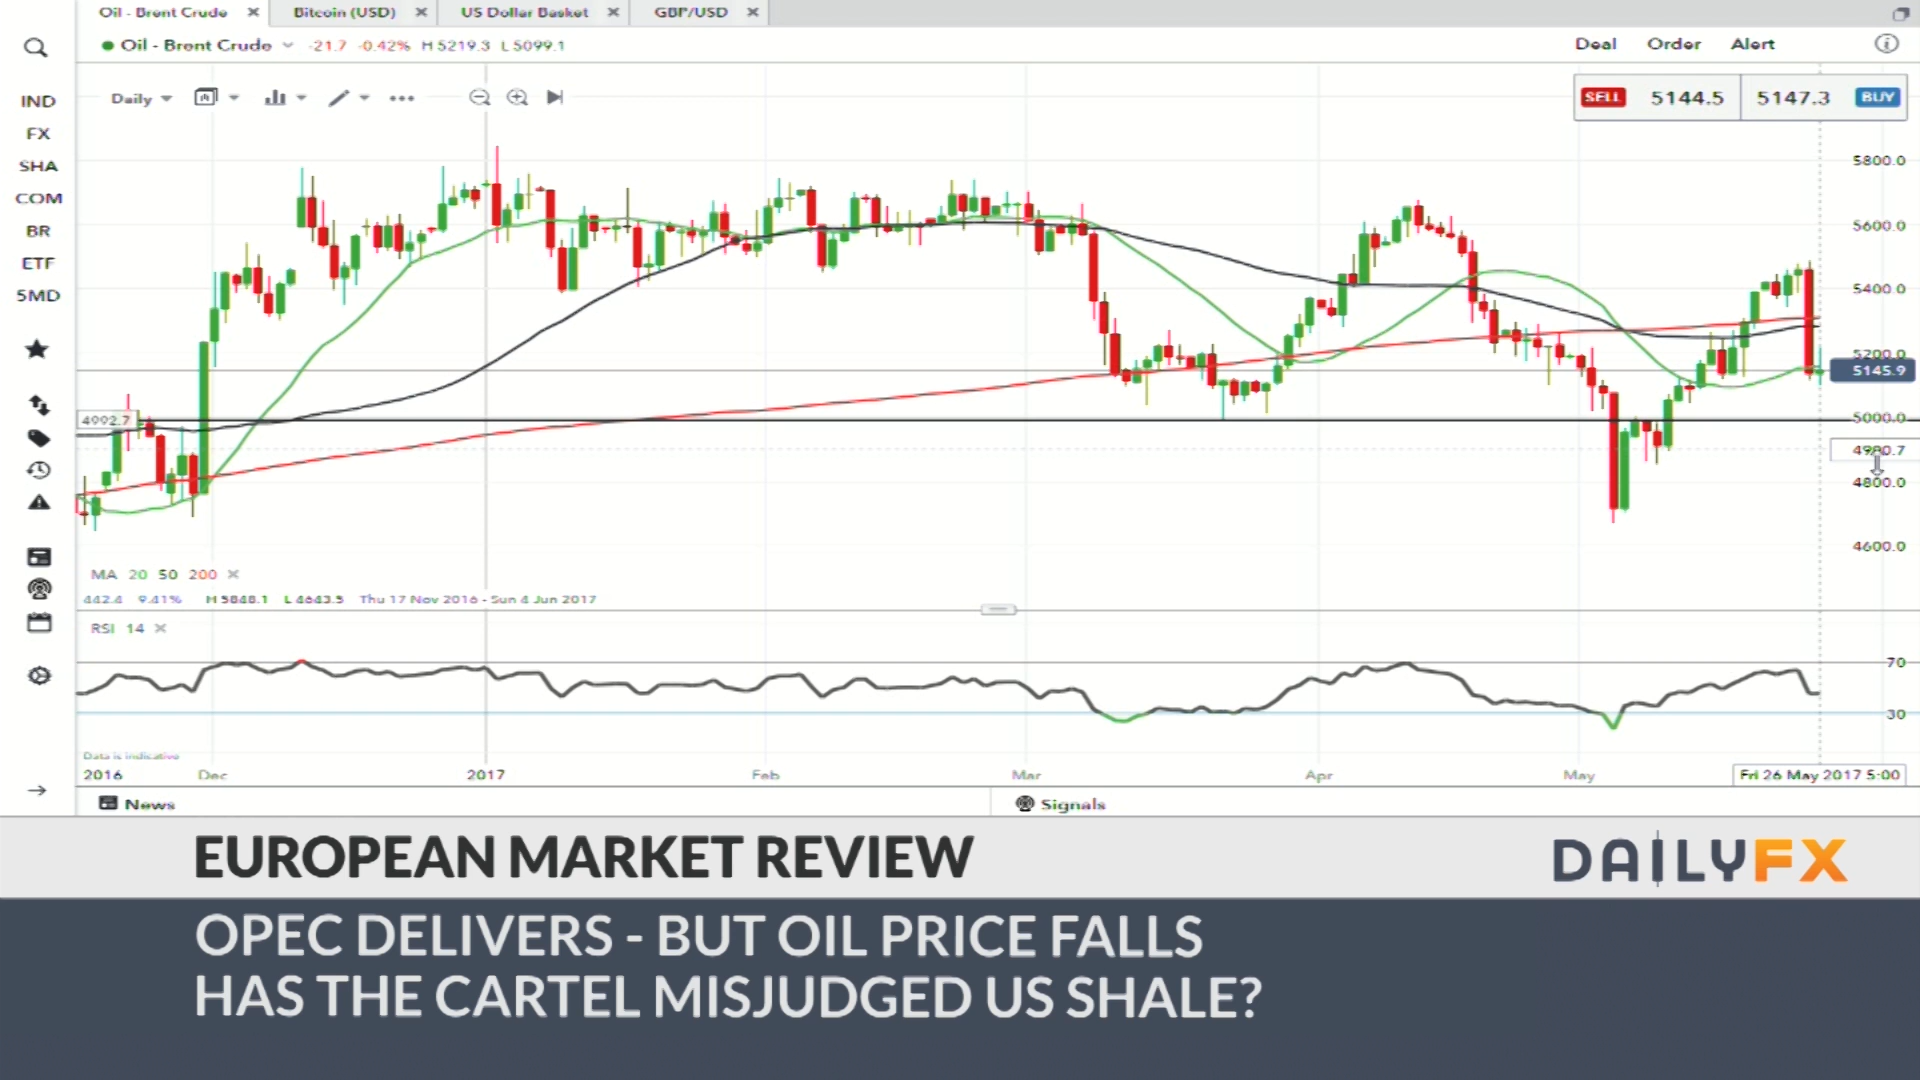 Oil - Brent Crude
Bitcoin (USD)
US Dollar Basket
GBP/USD
Oil - Brent Crude -21.7 -0.42% H 5219.3 L 5099.1
Deal Order Alert
IND
FX
SHA
COM
BR
ETF
5MD
Daily
SELL 5144.5 5147.3 BUY
5800.0
5600.0
5400.0
5200.0
5145.9
5000.0
4992.7
4800.0
4600.0
MA 20 50 200
442.4 9.41% H 5848.1 L 4643.5 Thu 17 Nov 2016 - Sun 4 Jun 2017
RSI 14
70
30
Data is indicative
2016 Dec 2017 Feb Mar Apr May Fri 26 May 2017 5:00
News
Signals
EUROPEAN MARKET REVIEW
DAILYFX
OPEC DELIVERS - BUT OIL PRICE FALLS
HAS THE CARTEL MISJUDGED US SHALE?